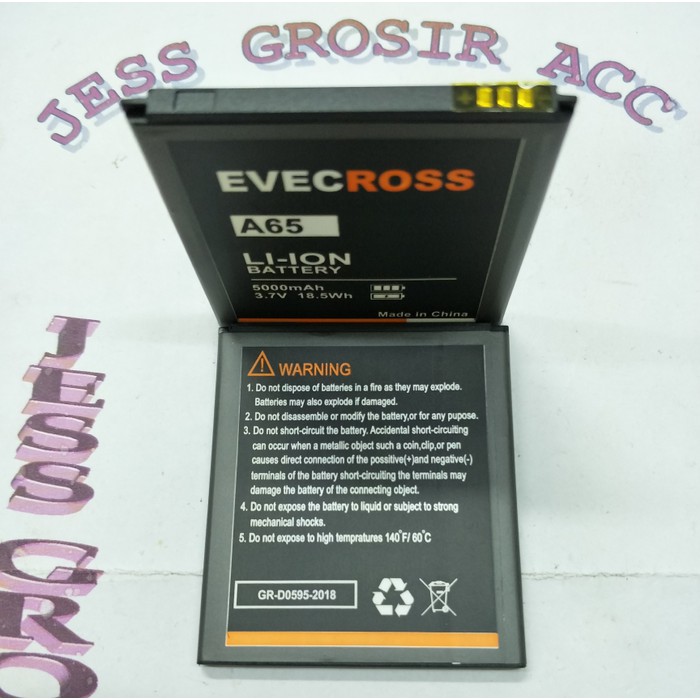 JESS GROSIR ACC
EVECROSS
A65
LI-ION
BATTERY
5000mAh
3.7V 18.5Wh
Made in China
WARNING
1. Do not dispose of batteries in a fire as they may explode.
Batteries may also explode if damaged.
2. Do not disassemble or modify the battery,or for any pupose.
3. Do not short-circuit the battery. Accidental short-circuiting
can occur when a metallic object such a coin,clip,or pen
causes direct connection of the possitive(+)and negative(-)
terminals of the battery short-circuiting the terminals may
damage the battery of the connecting object.
4. Do not expose the battery to liquid or subject to strong
mechanical shocks.
5. Do not expose to high tempratures 140°F/ 60°C
GR-D0595-2018
JESS GRO